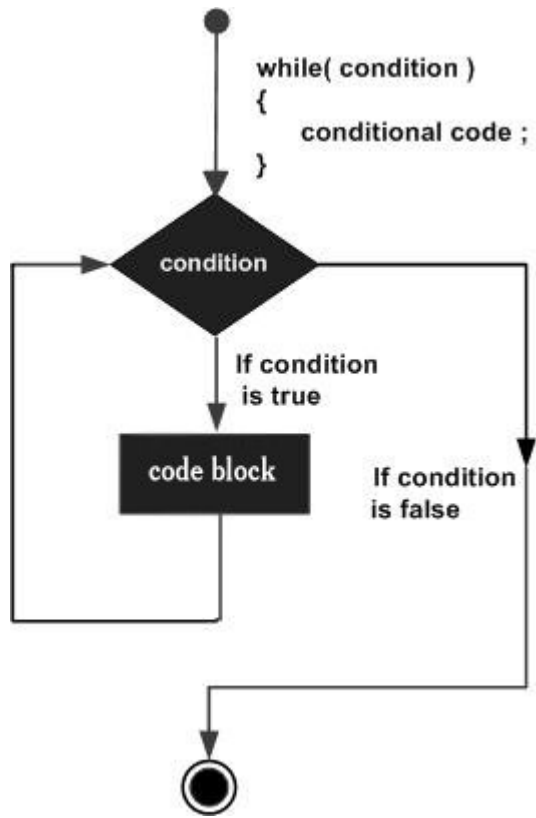 while( condition )
{
conditional code ;
}
condition
If condition
is true
code block
If condition
is false